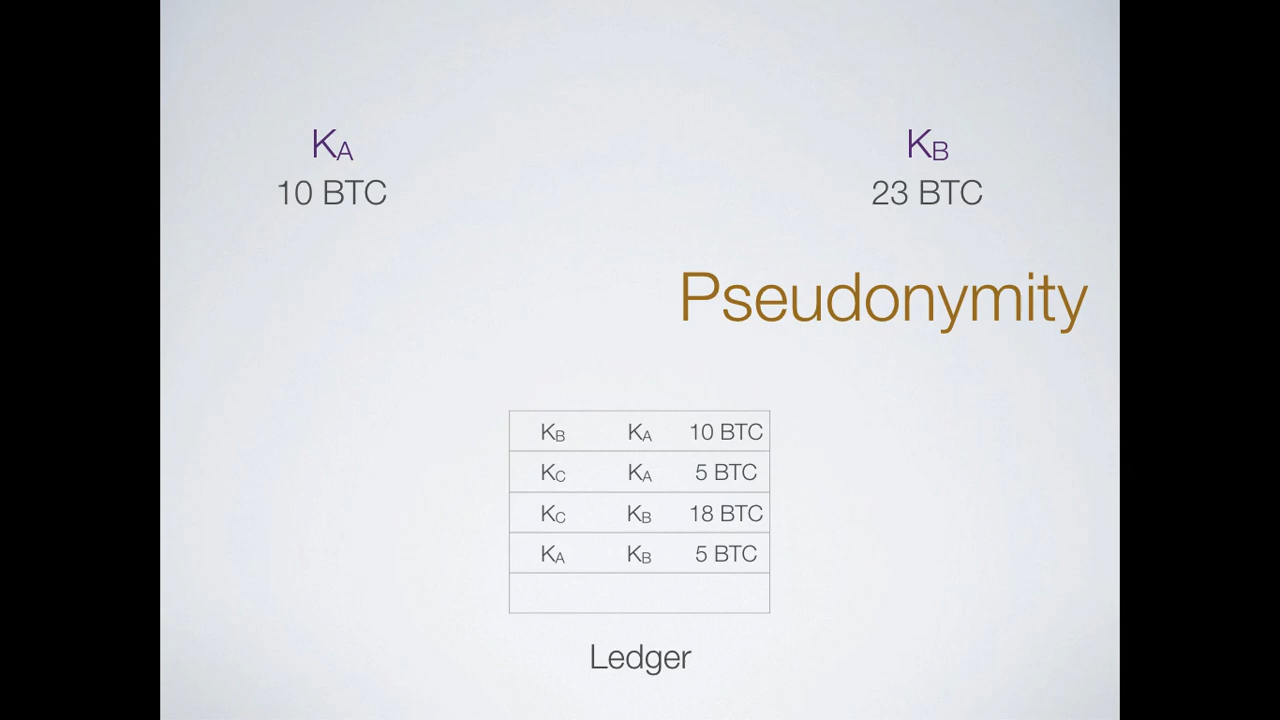 KA KB
10 BTC 23 BTC
Pseudonymity
KB KA 10 BTC
KC KA 5 BTC
KC KB 18 BTC
KA KB 5 BTC
Ledger